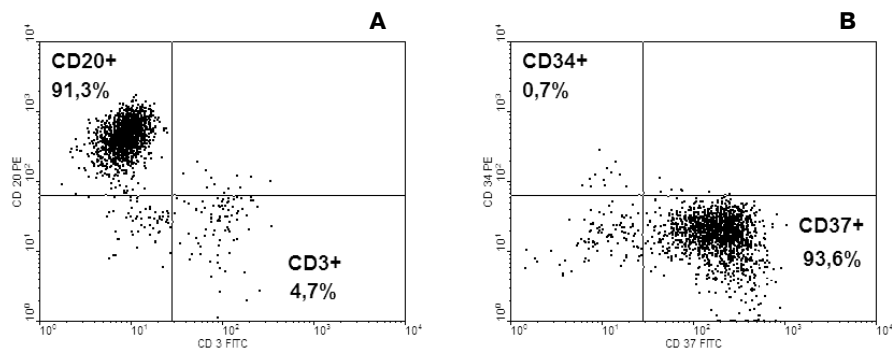 A
CD20+
91,3%
CD3+
4,7%
CD 20 PE
10⁰
10¹
10²
10³
10⁴
10⁰
10¹
10²
10³
10⁴
CD 3 FITC
B
CD34+
0,7%
CD37+
93,6%
CD 34 PE
10⁰
10¹
10²
10³
10⁴
10⁰
10¹
10²
10³
10⁴
CD 37 FITC